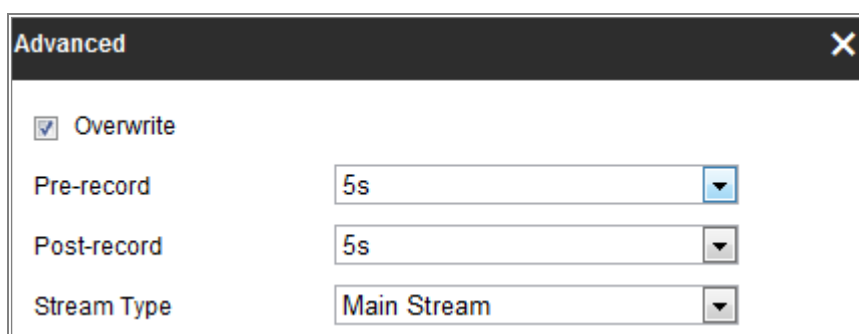 Advanced
Overwrite
Pre-record 5s
Post-record 5s
Stream Type Main Stream